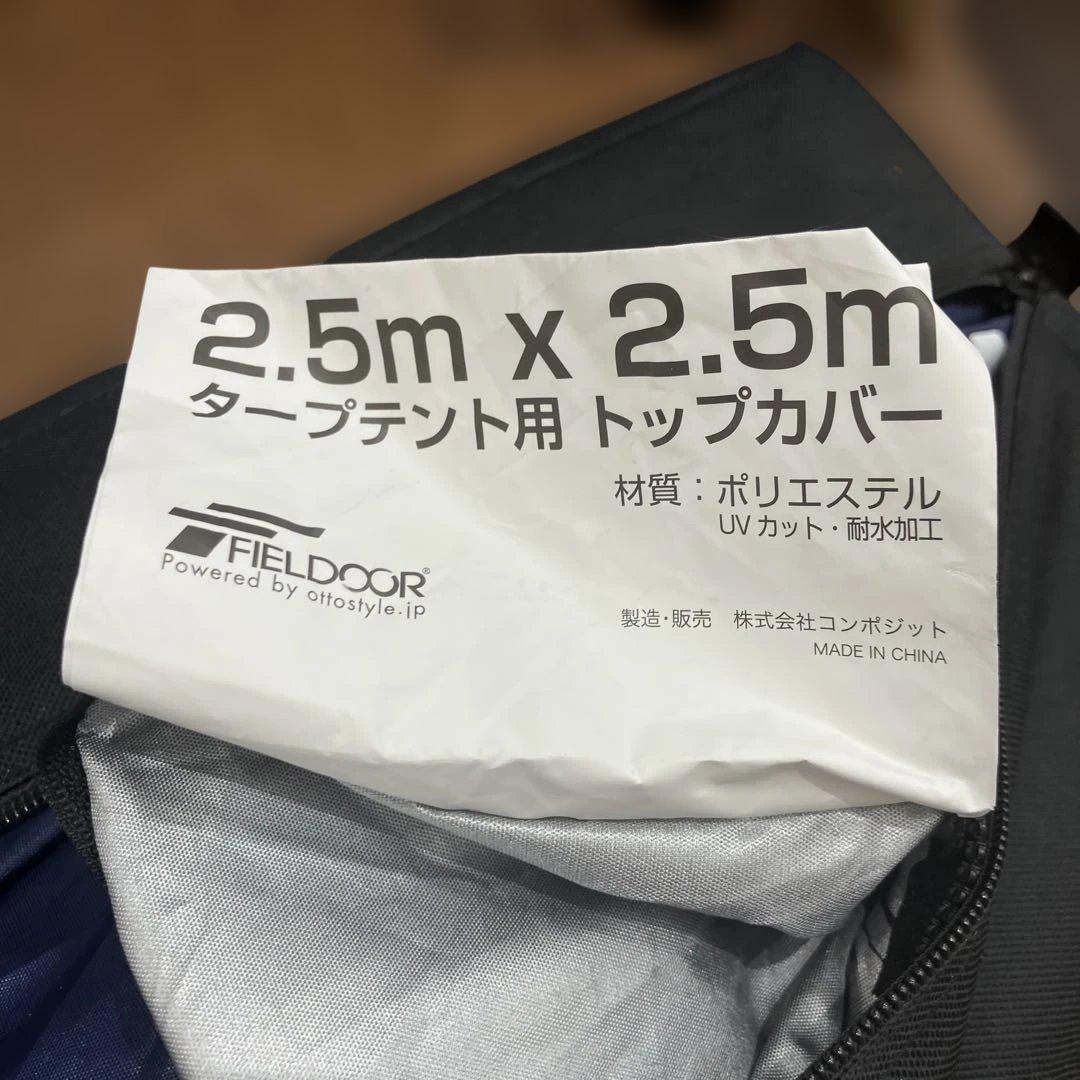 2.5m x 2.5m
タープテント用 トップカバー
材質：ポリエステル
UVカット・耐水加工
FIELDOOR®
Powered by ottostyle.jp
製造・販売　株式会社コンポジット
MADE IN CHINA